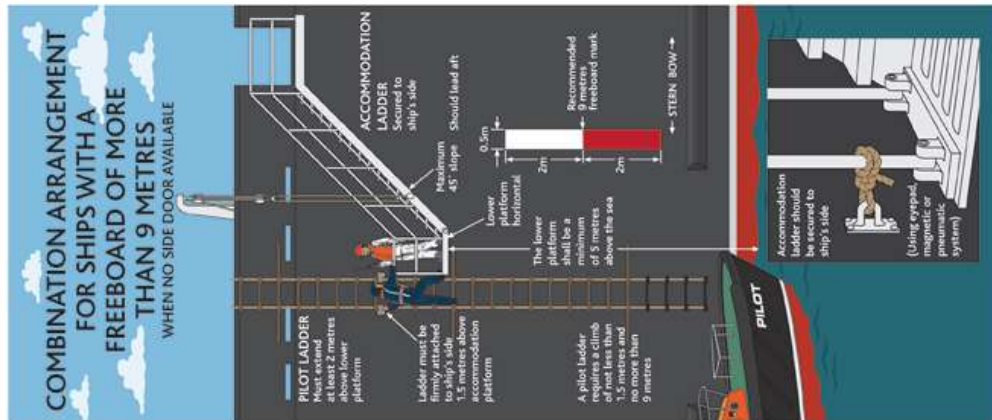 COMBINATION ARRANGEMENT
FOR SHIPS WITH A
FREEBOARD OF MORE
THAN 9 METRES
WHEN NO SIDE DOOR AVAILABLE
PILOT LADDER
Must extend
at least 2 metres
above lower
platform
Ladder must be
firmly attached
to ship's side
1.5 metres above
accommodation
platform
A pilot ladder
requires a climb
of not less than
1.5 metres and
no more than
9 metres
ACCOMMODATION
LADDER
Secured to
ship's side
Maximum
45° slope
Should lead aft
Lower
platform
horizontal
The lower
platform
shall be a
minimum
of 5 metres
above the sea
0.5m
2m
2m
Recommended
9 metres
freeboard mark
STERN BOW
PILOT
Accommodation
ladder should
be secured to
ship's side
(Using eyepad,
magnetic or
pneumatic
system)